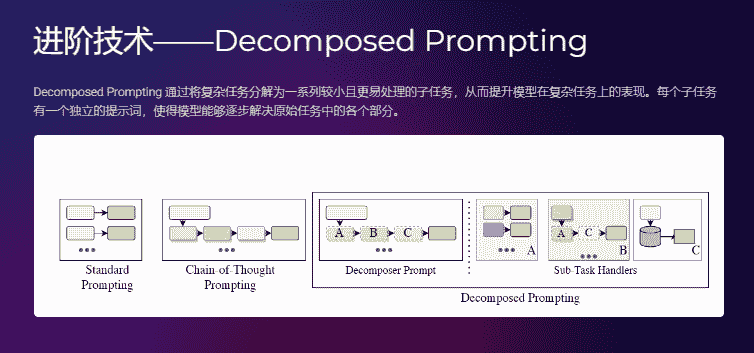 进阶技术——Decomposed Prompting
Decomposed Prompting 通过将复杂任务分解为一系列较小且更易处理的子任务，从而提升模型在复杂任务上的表现。每个子任务
有一个独立的提示词，使得模型能够逐步解决原始任务中的各个部分。
A B C
A
A C
B
C
Standard
Prompting
Chain-of-Thought
Prompting
Decomposer Prompt
Sub-Task Handlers
Decomposed Prompting